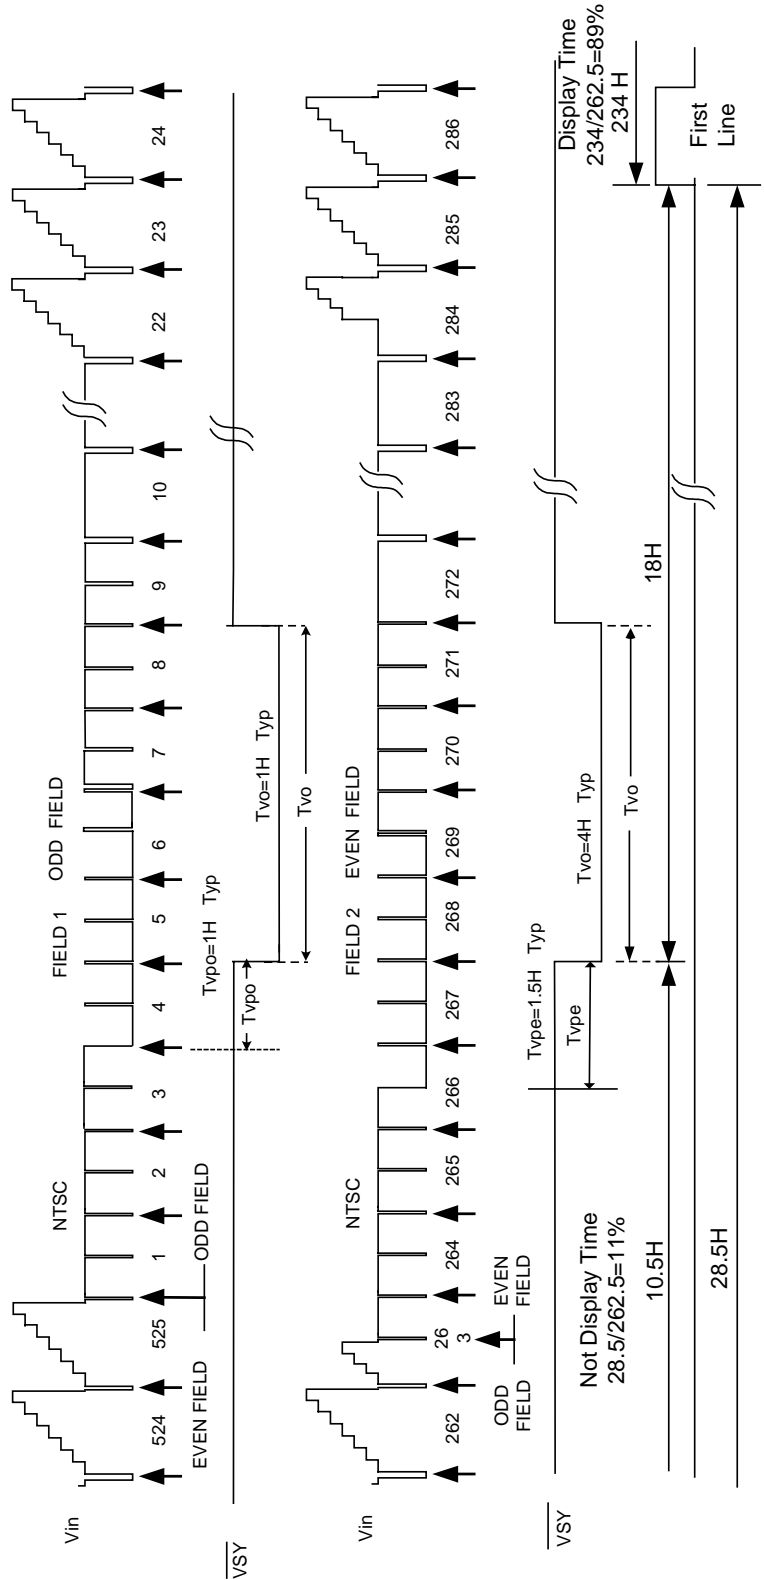 Vin
524
525
1
2
3
4
5
6
7
8
9
10
22
23
24
NTSC
FIELD 1
ODD FIELD
EVEN FIELD
ODD FIELD
VSY
Tvpo=1H Typ
Tvpo
Tvo=1H Typ
Tvo
Vin
262
26
3
264
265
266
267
268
269
270
271
272
283
284
285
286
NTSC
FIELD 2
EVEN FIELD
ODD
FIELD
EVEN
FIELD
VSY
Tvpe=1.5H Typ
Tvpe
Tvo=4H Typ
Tvo
Not Display Time
28.5/262.5=11%
Display Time
234/262.5=89%
234 H
10.5H
18H
First
Line
28.5H